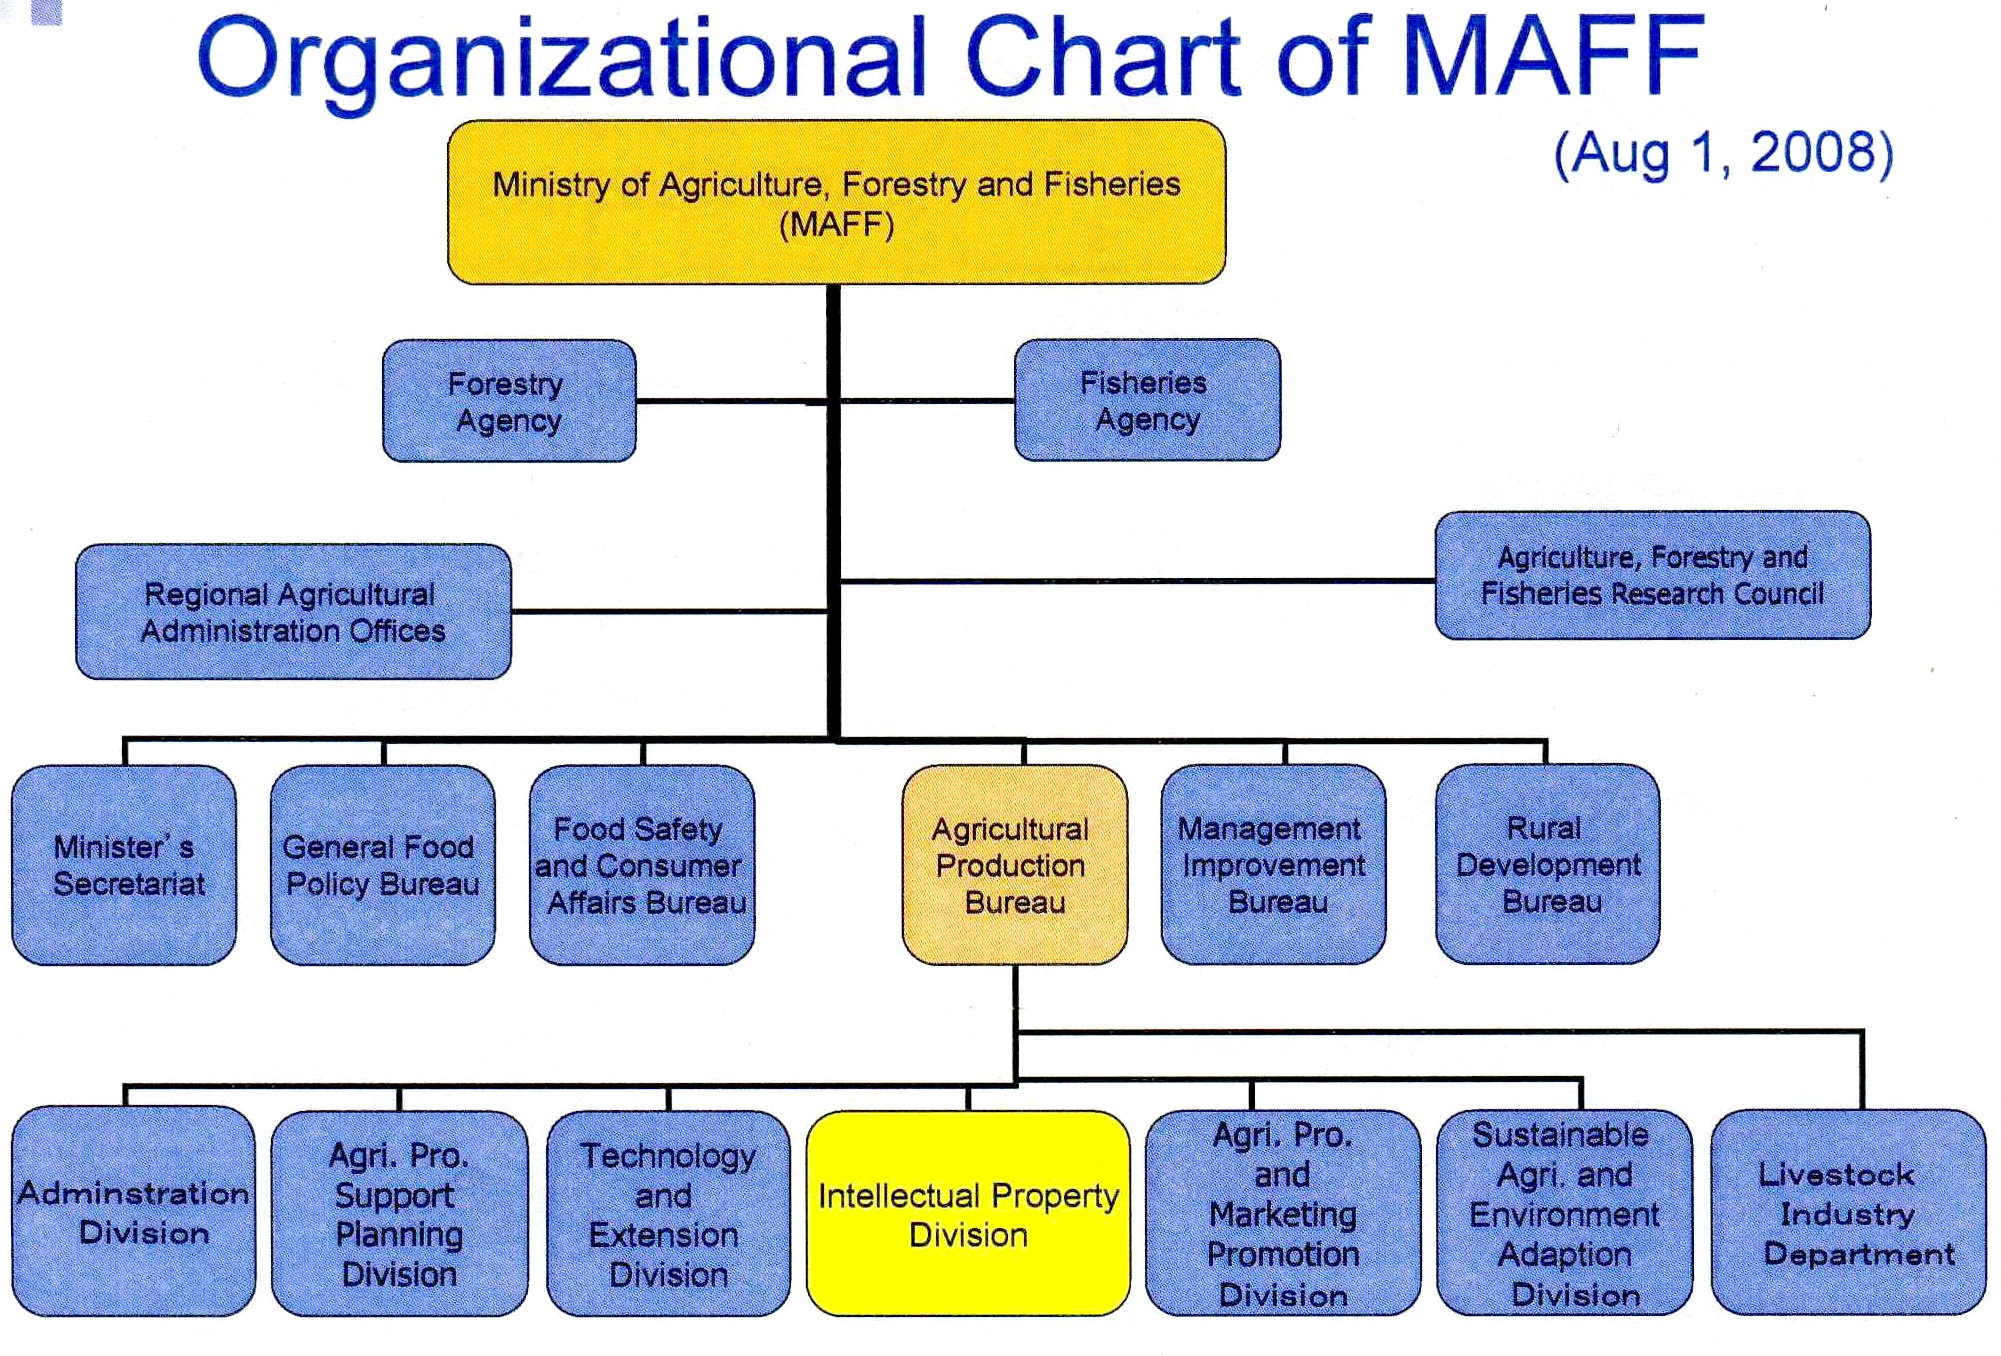 Organizational Chart of MAFF
(Aug 1, 2008)
Ministry of Agriculture, Forestry and Fisheries
(MAFF)
Forestry
Agency
Fisheries
Agency
Regional Agricultural
Administration Offices
Agriculture, Forestry and
Fisheries Research Council
Minister's
Secretariat
General Food
Policy Bureau
Food Safety
and Consumer
Affairs Bureau
Agricultural
Production
Bureau
Management
Improvement
Bureau
Rural
Development
Bureau
Adminstration
Division
Agri. Pro.
Support
Planning
Division
Technology
and
Extension
Division
Intellectual Property
Division
Agri. Pro.
and
Marketing
Promotion
Division
Sustainable
Agri. and
Environment
Adaption
Division
Livestock
Industry
Department